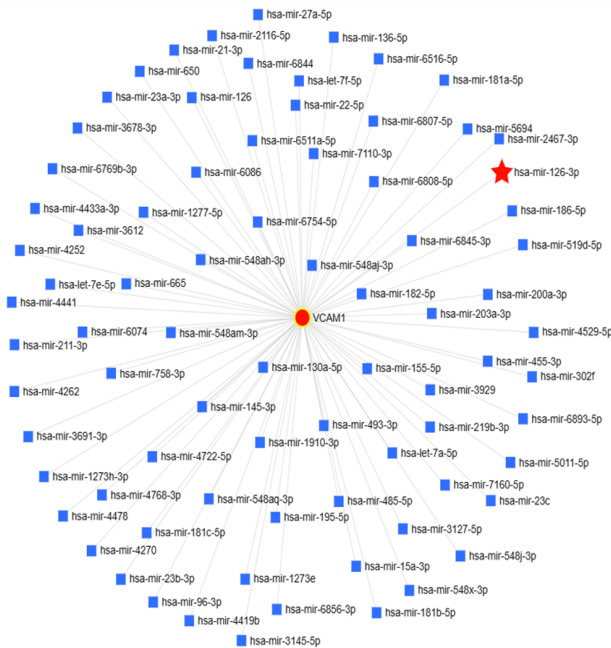 hsa-mir-27a-5p
hsa-mir-2116-5p
hsa-mir-136-5p
hsa-mir-21-3p
hsa-mir-6844
hsa-mir-6516-5p
hsa-mir-650
hsa-let-7f-5p
hsa-mir-181a-5p
hsa-mir-23a-3p
hsa-mir-126
hsa-mir-22-5p
hsa-mir-6807-5p
hsa-mir-3678-3p
hsa-mir-5694
hsa-mir-6511a-5p
hsa-mir-2467-3p
hsa-mir-7110-3p
hsa-mir-6769b-3p
hsa-mir-6086
hsa-mir-126-3p
hsa-mir-6808-5p
hsa-mir-4433a-3p
hsa-mir-1277-5p
hsa-mir-186-5p
hsa-mir-6754-5p
hsa-mir-3612
hsa-mir-6845-3p
hsa-mir-519d-5p
hsa-mir-4252
hsa-mir-548ah-3p
hsa-mir-548aj-3p
hsa-let-7e-5p
hsa-mir-665
hsa-mir-182-5p
hsa-mir-200a-3p
hsa-mir-4441
hsa-mir-203a-3p
VCAM1
hsa-mir-6074
hsa-mir-548am-3p
hsa-mir-4529-5p
hsa-mir-211-3p
hsa-mir-455-3p
hsa-mir-130a-5p
hsa-mir-155-5p
hsa-mir-758-3p
hsa-mir-302f
hsa-mir-4262
hsa-mir-3929
hsa-mir-145-3p
hsa-mir-6893-5p
hsa-mir-493-3p
hsa-mir-219b-3p
hsa-mir-3691-3p
hsa-mir-1910-3p
hsa-let-7a-5p
hsa-mir-4722-5p
hsa-mir-5011-5p
hsa-mir-1273h-3p
hsa-mir-7160-5p
hsa-mir-4768-3p
hsa-mir-548aq-3p
hsa-mir-485-5p
hsa-mir-23c
hsa-mir-4478
hsa-mir-195-5p
hsa-mir-181c-5p
hsa-mir-3127-5p
hsa-mir-4270
hsa-mir-548j-3p
hsa-mir-15a-3p
hsa-mir-23b-3p
hsa-mir-1273e
hsa-mir-548x-3p
hsa-mir-96-3p
hsa-mir-6856-3p
hsa-mir-181b-5p
hsa-mir-4419b
hsa-mir-3145-5p